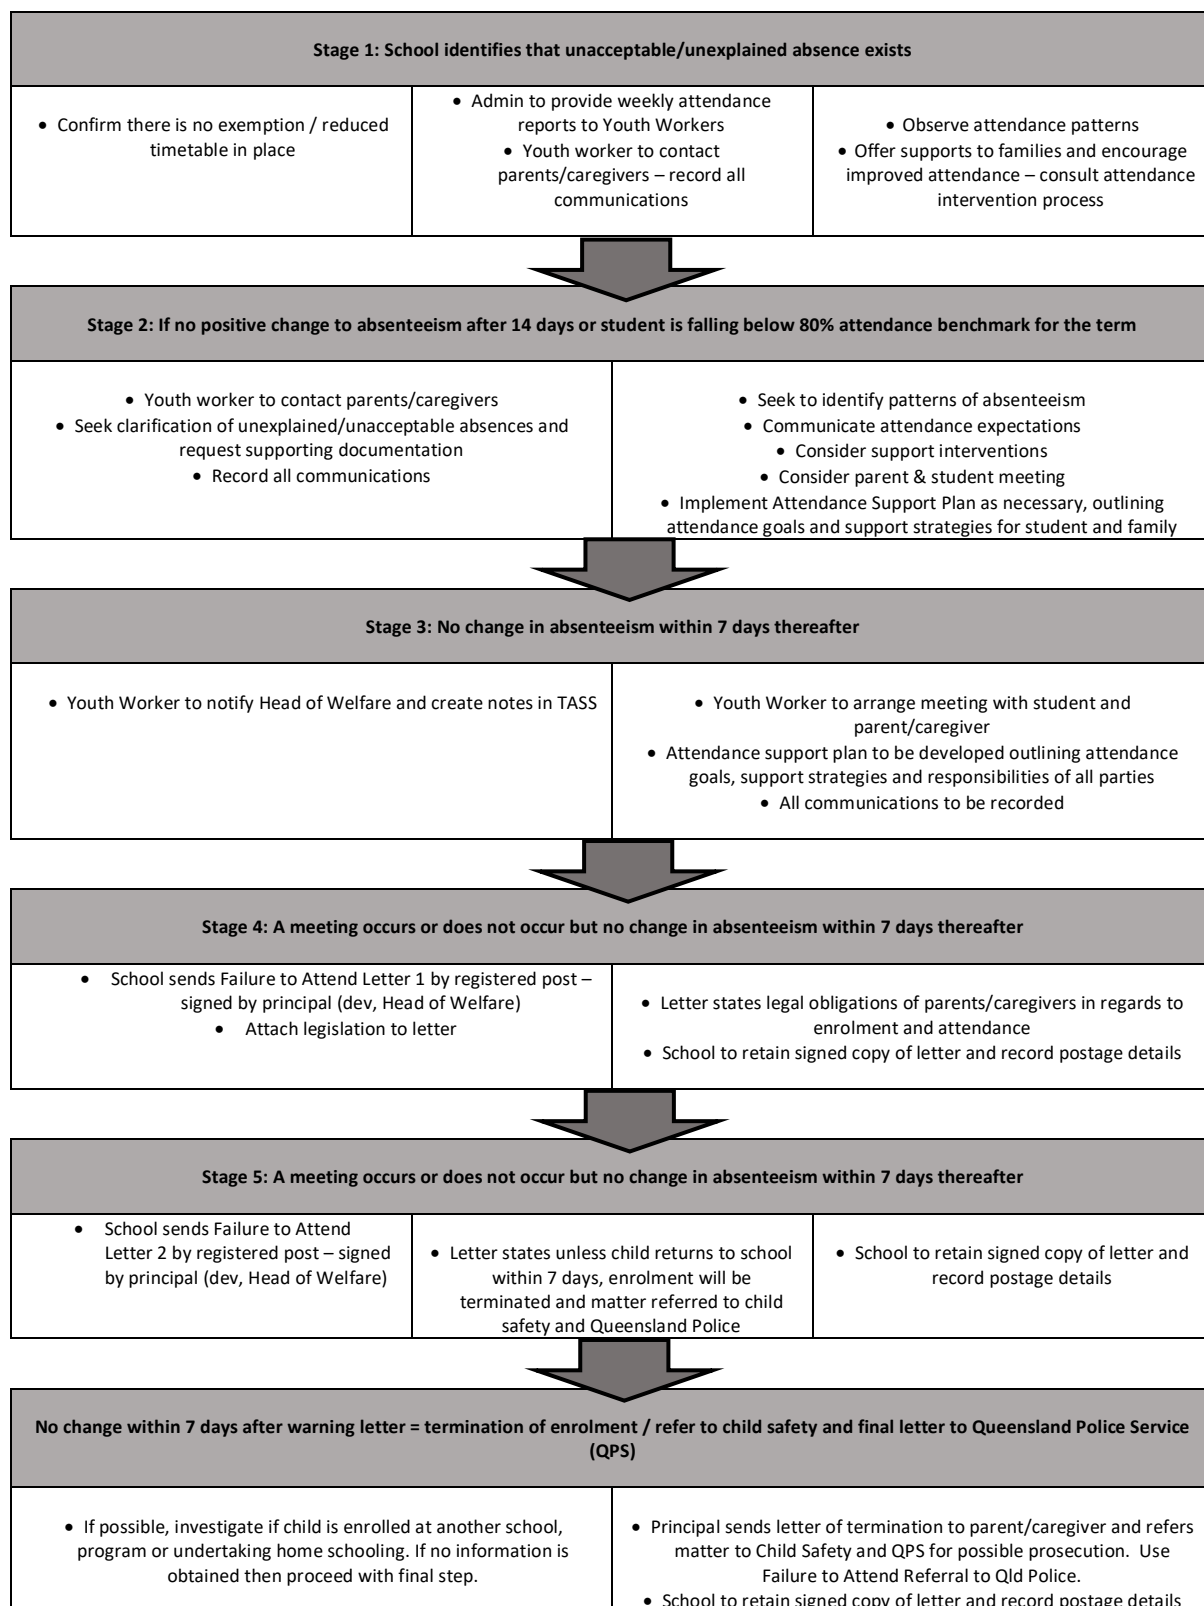 Stage 1: School identifies that unacceptable/unexplained absence exists
• Confirm there is no exemption / reduced
timetable in place
• Admin to provide weekly attendance
reports to Youth Workers
• Youth worker to contact
parents/caregivers – record all
communications
• Observe attendance patterns
• Offer supports to families and encourage
improved attendance – consult attendance
intervention process
Stage 2: If no positive change to absenteeism after 14 days or student is falling below 80% attendance benchmark for the term
• Youth worker to contact parents/caregivers
• Seek clarification of unexplained/unacceptable absences and
request supporting documentation
• Record all communications
• Seek to identify patterns of absenteeism
• Communicate attendance expectations
• Consider support interventions
• Consider parent & student meeting
• Implement Attendance Support Plan as necessary, outlining
attendance goals and support strategies for student and family
Stage 3: No change in absenteeism within 7 days thereafter
• Youth Worker to notify Head of Welfare and create notes in TASS
• Youth Worker to arrange meeting with student and
parent/caregiver
• Attendance support plan to be developed outlining attendance
goals, support strategies and responsibilities of all parties
• All communications to be recorded
Stage 4: A meeting occurs or does not occur but no change in absenteeism within 7 days thereafter
• School sends Failure to Attend Letter 1 by registered post –
signed by principal (dev, Head of Welfare)
• Attach legislation to letter
• Letter states legal obligations of parents/caregivers in regards to
enrolment and attendance
• School to retain signed copy of letter and record postage details
Stage 5: A meeting occurs or does not occur but no change in absenteeism within 7 days thereafter
• School sends Failure to Attend
Letter 2 by registered post – signed
by principal (dev, Head of Welfare)
• Letter states unless child returns to school
within 7 days, enrolment will be
terminated and matter referred to child
safety and Queensland Police
• School to retain signed copy of letter and
record postage details
No change within 7 days after warning letter = termination of enrolment / refer to child safety and final letter to Queensland Police Service
(QPS)
• If possible, investigate if child is enrolled at another school,
program or undertaking home schooling. If no information is
obtained then proceed with final step.
• Principal sends letter of termination to parent/caregiver and refers
matter to Child Safety and QPS for possible prosecution. Use
Failure to Attend Referral to Qld Police.
• School to retain signed copy of letter and record postage details